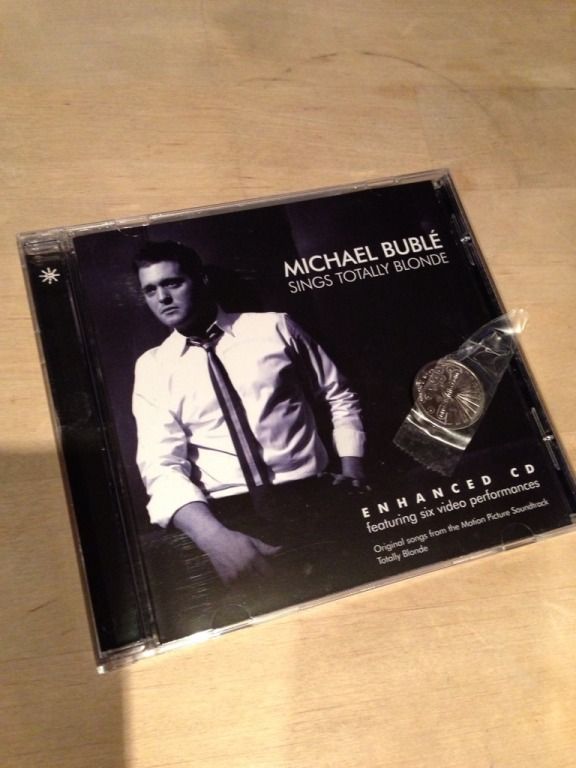 MICHAEL BUBLÉ
SINGS TOTALLY BLONDE
ENHANCED CD
featuring six video performances
Original songs from the Motion Picture Soundtrack
Totally Blonde